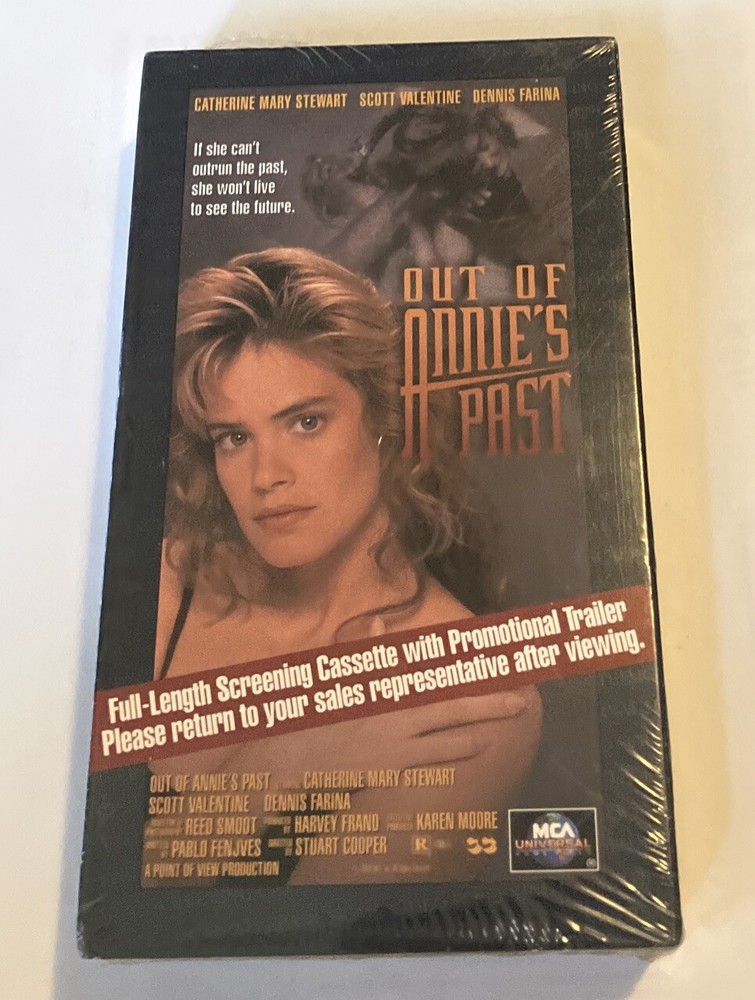 CATHERINE MARY STEWART SCOTT VALENTINE DENNIS FARINA
If she can't
outrun the past,
she won't live
to see the future.
OUT OF
ANNIE'S
PAST
Full-Length Screening Cassette with Promotional Trailer
Please return to your sales representative after viewing.
OUT OF ANNIE'S PAST CATHERINE MARY STEWART
SCOTT VALENTINE DENNIS FARINA
REED SMOOT HARVEY FRAND KAREN MOORE
PABLO FENJVES STUART COOPER R
A POINT OF VIEW PRODUCTION
MCA
UNIVERSAL